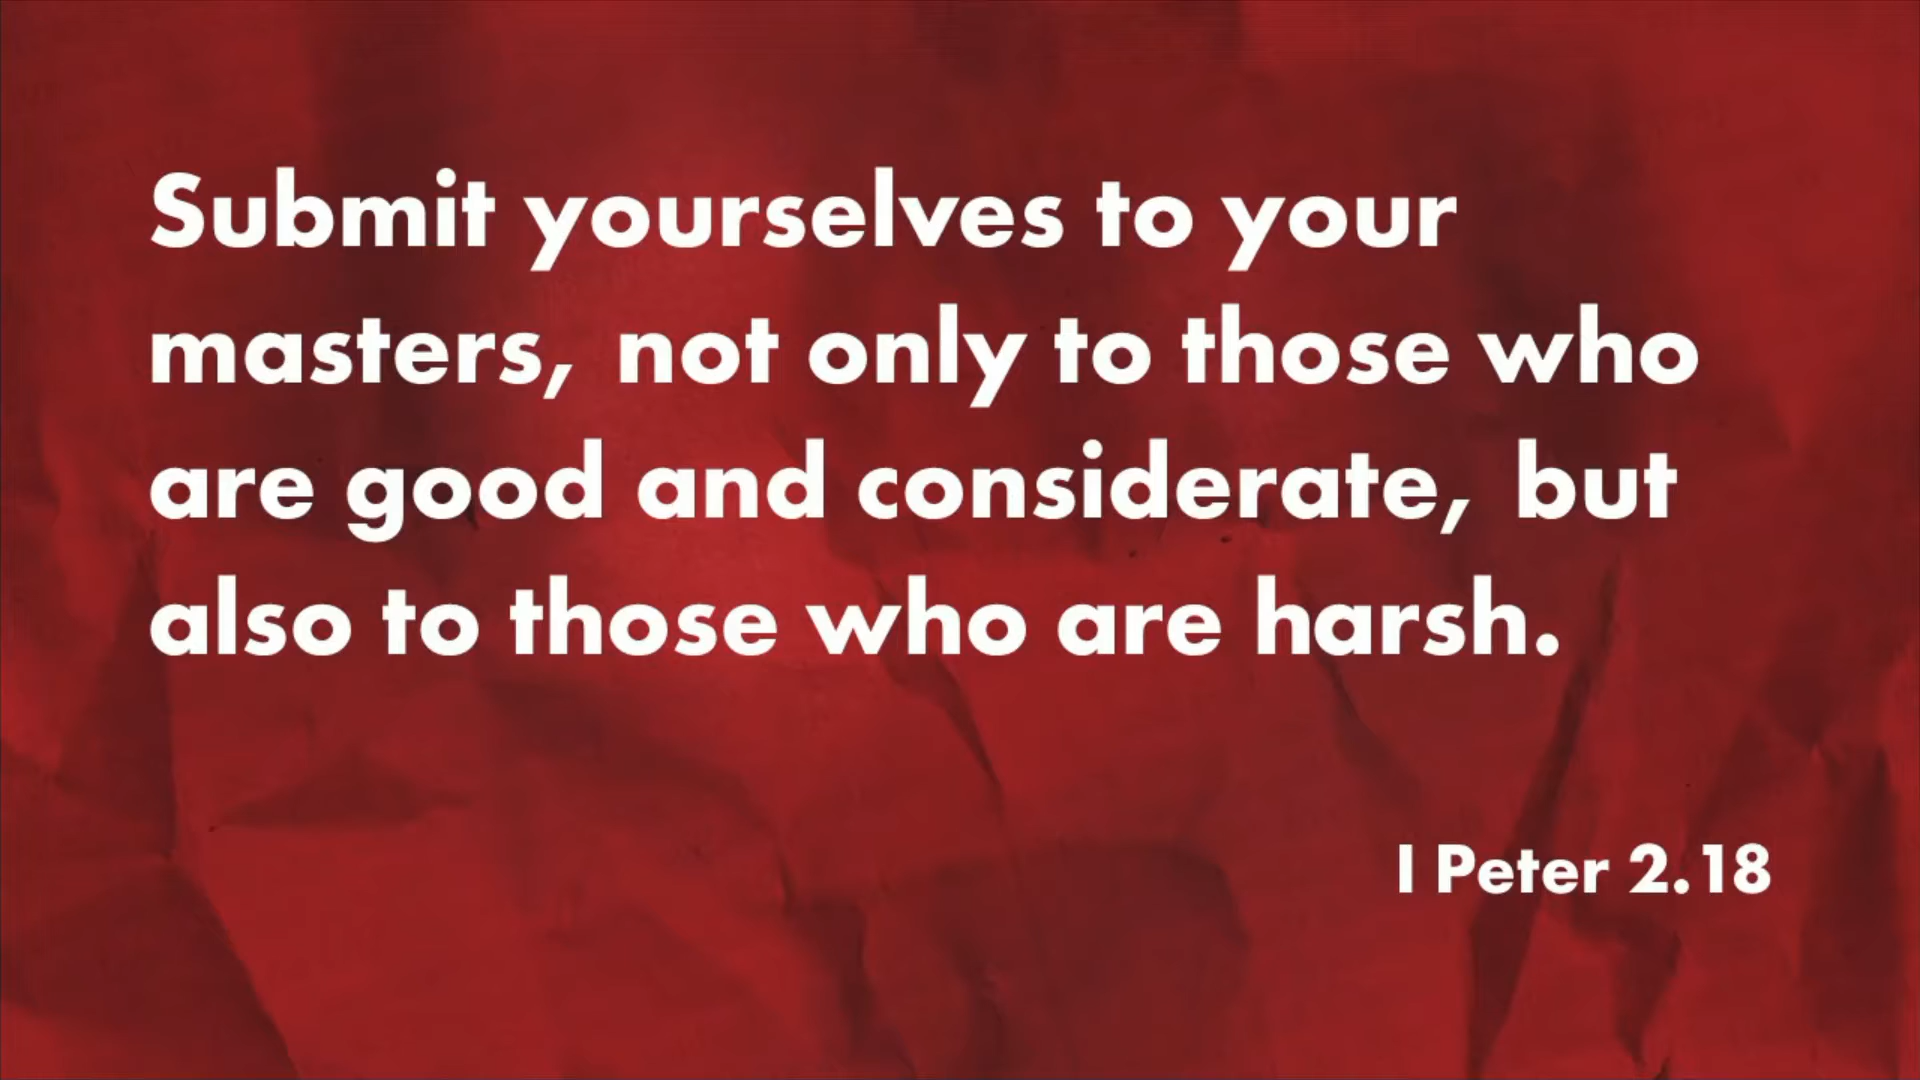 Submit yourselves to your
masters, not only to those who
are good and considerate, but
also to those who are harsh.
I Peter 2.18